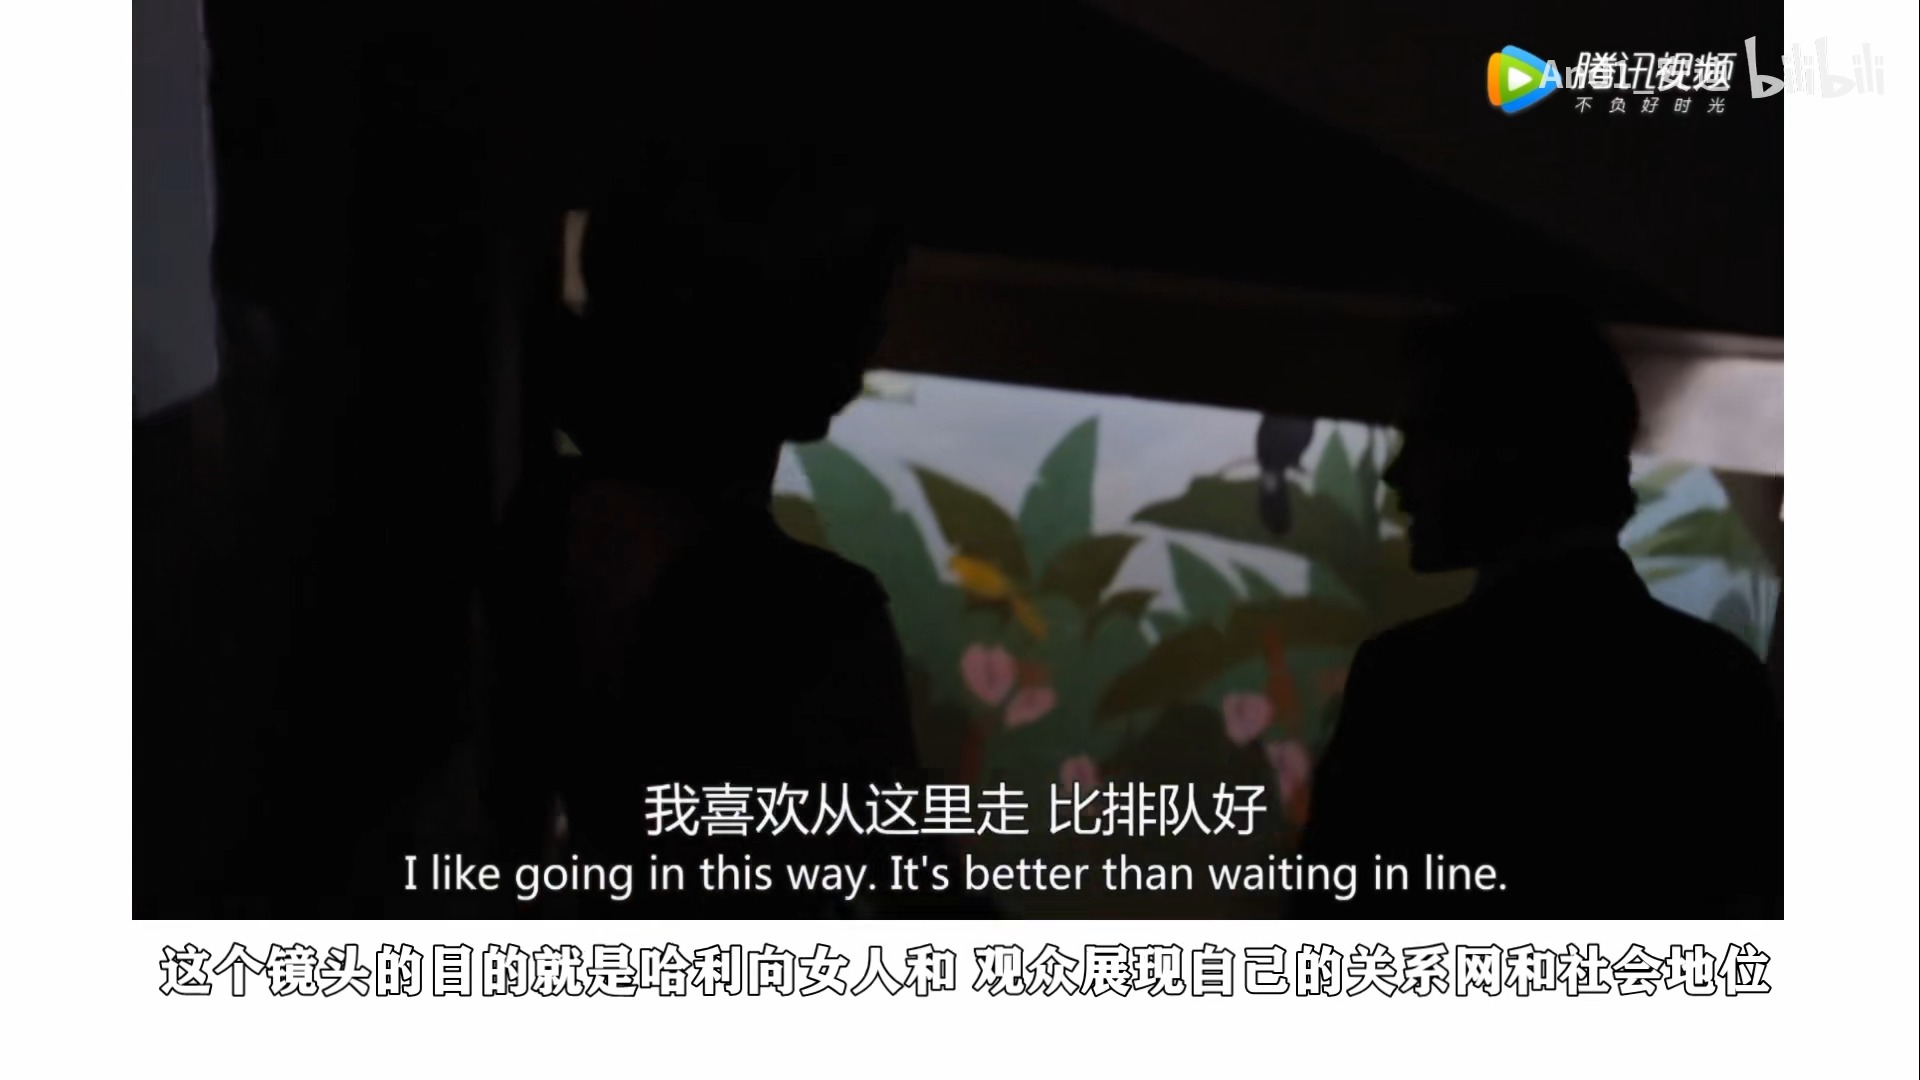 腾讯视频
bilibili
不负好时光
我喜欢从这里走 比排队好
I like going in this way. It's better than waiting in line.
这个镜头的目的就是哈利向女人和 观众展现自己的关系网和社会地位